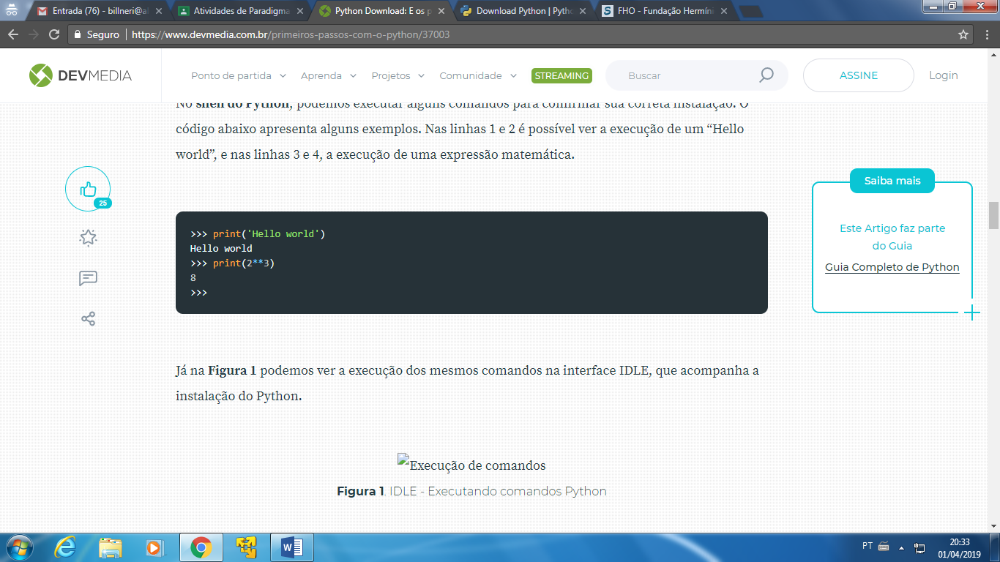 Entrada (76) - billneri@al
Atividades de Paradigma
Python Download: E os p
Download Python | Pytho
FHO - Fundação Hermíni
Seguro
https://www.devmedia.com.br/primeiros-passos-com-o-python/37003
DEVMEDIA
Ponto de partida
Aprenda
Projetos
Comunidade
STREAMING
Buscar
ASSINE
Login
No shell do Python, podemos executar alguns comandos para confirmar sua correta instalação. O
código abaixo apresenta alguns exemplos. Nas linhas 1 e 2 é possível ver a execução de um “Hello
world”, e nas linhas 3 e 4, a execução de uma expressão matemática.
25
>>> print('Hello world')
Hello world
>>> print(2**3)
8
>>>
Saiba mais
Este Artigo faz parte
do Guia
Guia Completo de Python
Já na Figura 1 podemos ver a execução dos mesmos comandos na interface IDLE, que acompanha a
instalação do Python.
Execução de comandos
Figura 1. IDLE - Executando comandos Python
PT
20:33
01/04/2019